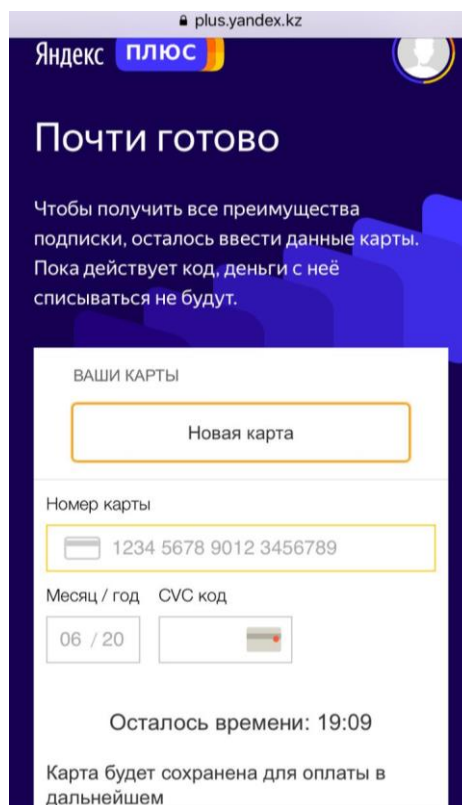 plus.yandex.kz
Яндекс плюс
Почти готово
Чтобы получить все преимущества
подписки, осталось ввести данные карты.
Пока действует код, деньги с неё
списываться не будут.
ВАШИ КАРТЫ
Новая карта
Номер карты
1234 5678 9012 3456789
Месяц / год CVC код
06 / 20
Осталось времени: 19:09
Карта будет сохранена для оплаты в
дальнейшем